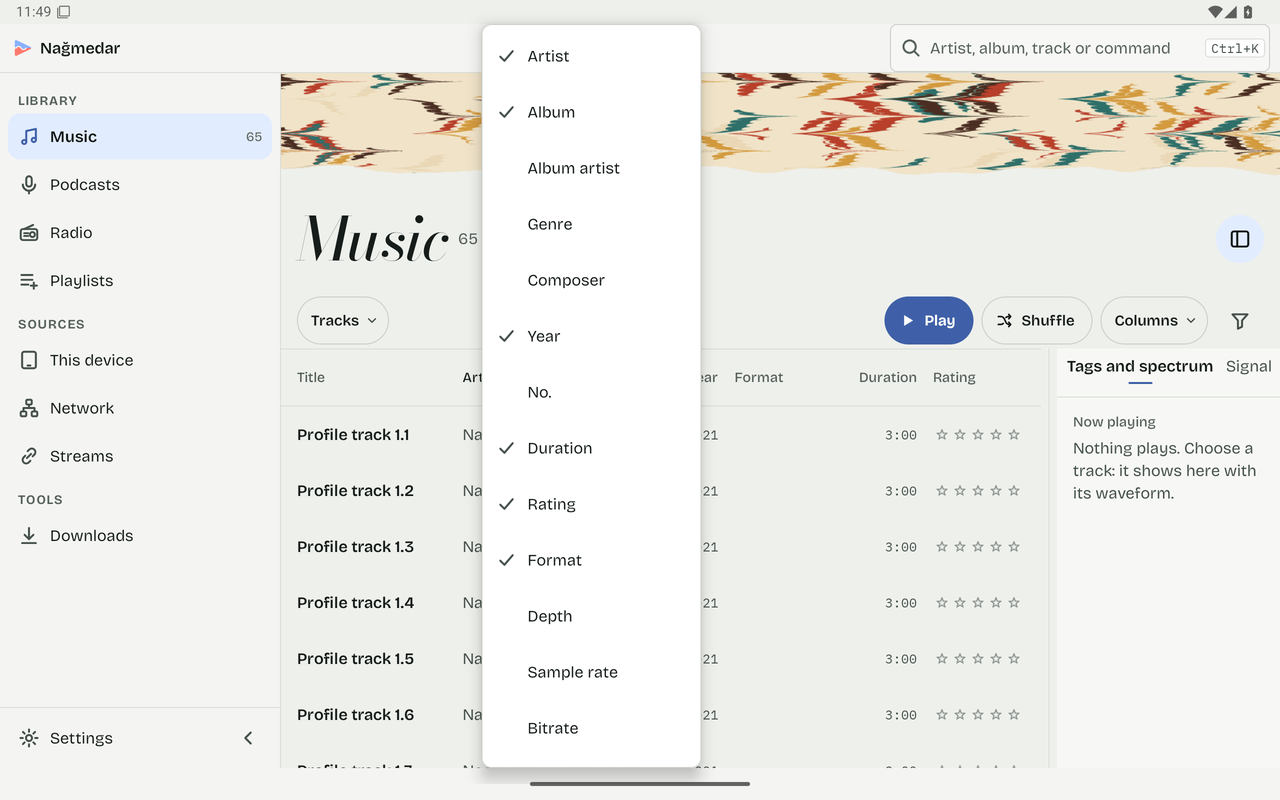 11:49
Nağmedar
Artist, album, track or command
Ctrl+K
LIBRARY
Music
65
Podcasts
Radio
Playlists
SOURCES
This device
Network
Streams
TOOLS
Downloads
Settings
Music 65
Tracks
Play
Shuffle
Columns
Artist
Album
Album artist
Genre
Composer
Year
No.
Duration
Rating
Format
Depth
Sample rate
Bitrate
Title
Format
Duration
Rating
Profile track 1.1
3:00
Profile track 1.2
3:00
Profile track 1.3
3:00
Profile track 1.4
3:00
Profile track 1.5
3:00
Profile track 1.6
3:00
Tags and spectrum
Signal
Now playing
Nothing plays. Choose a
track: it shows here with
its waveform.